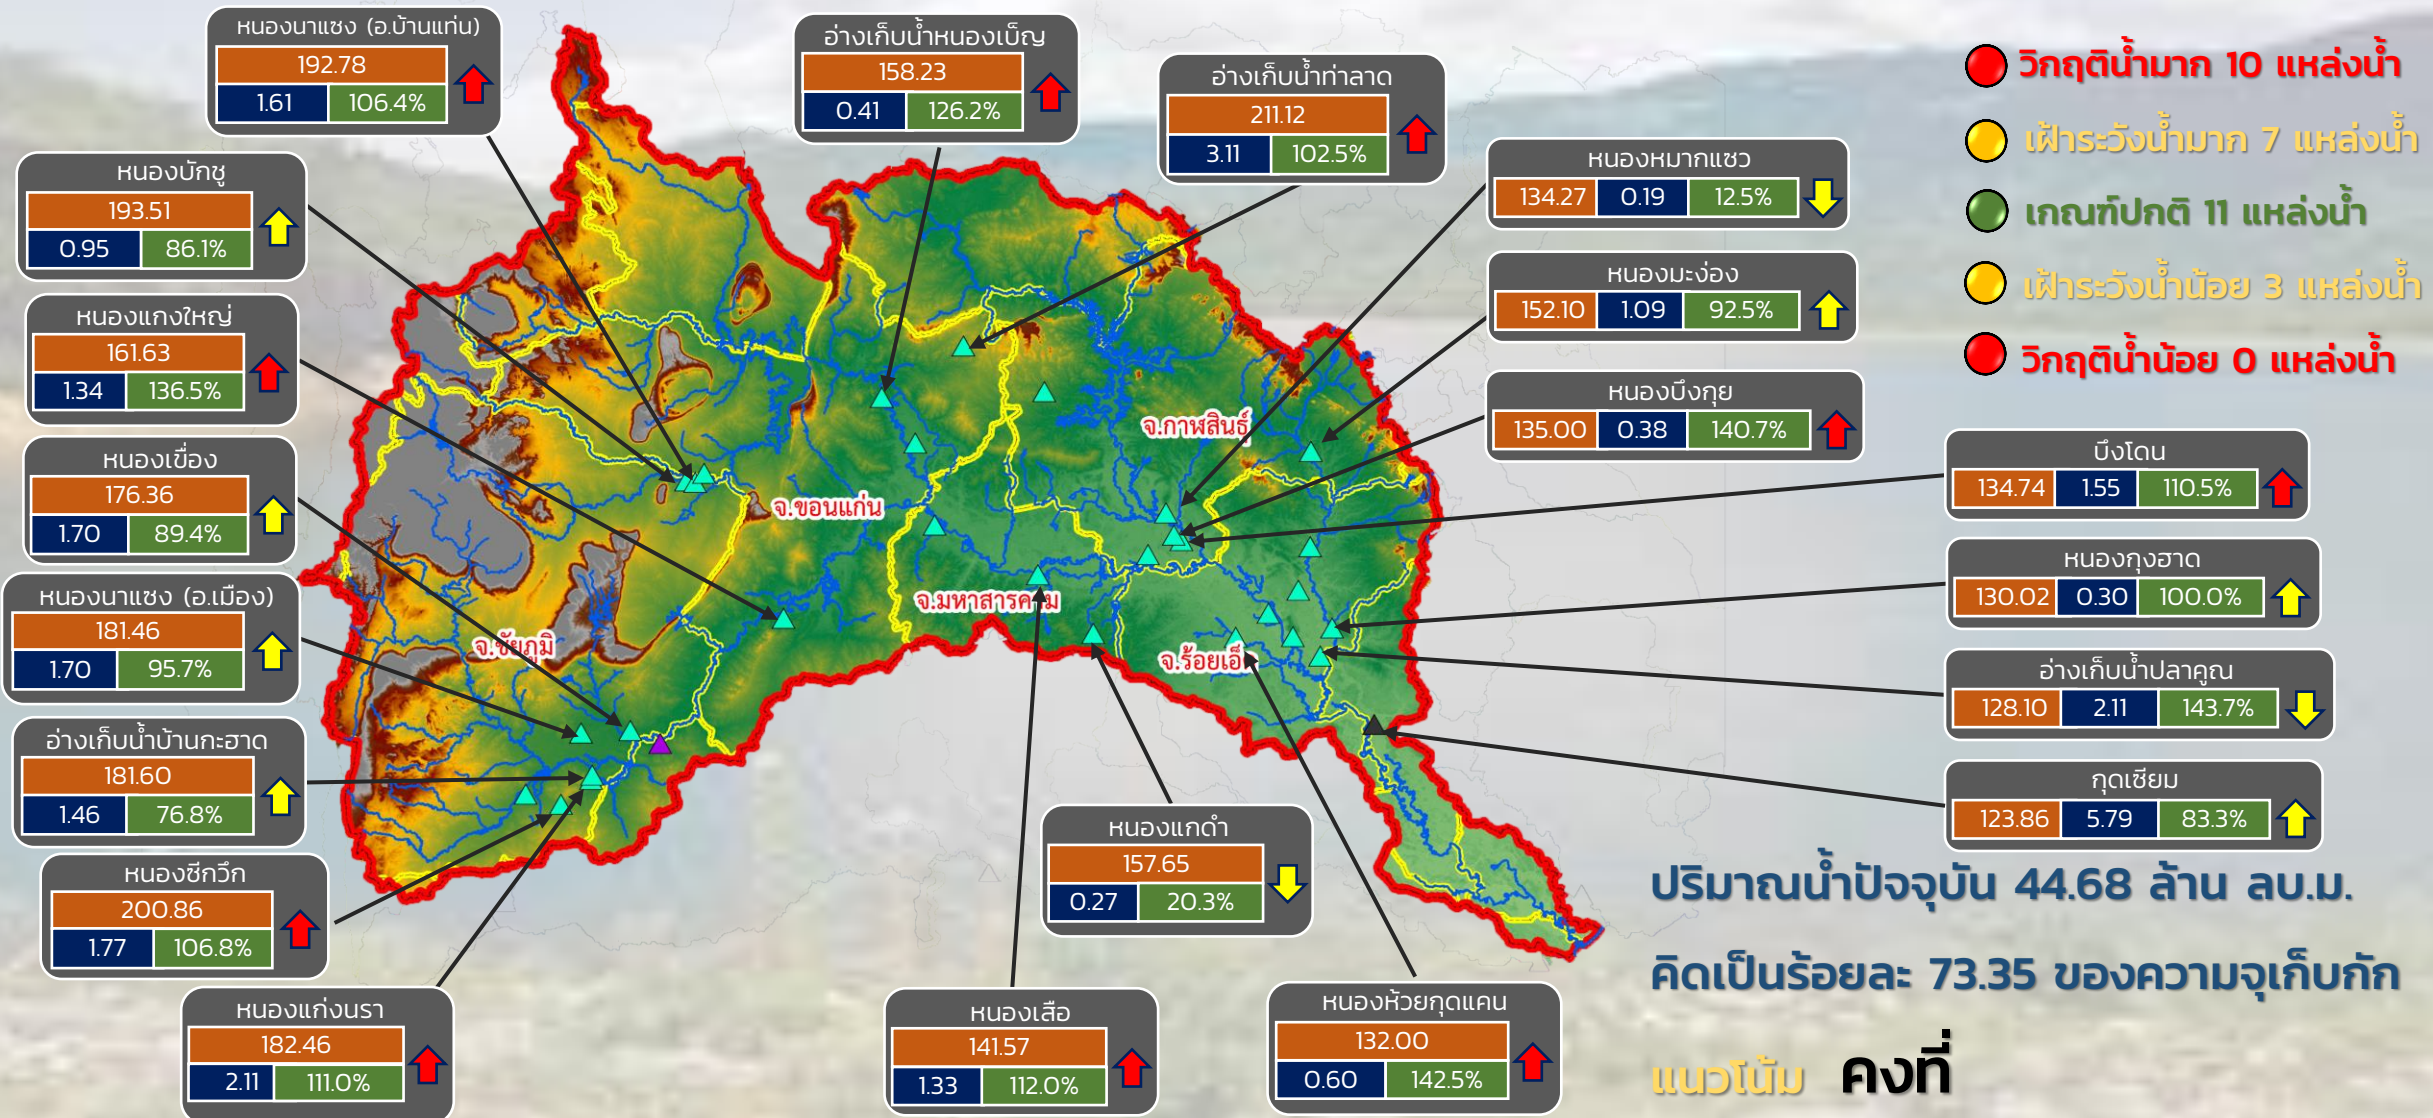 หนองนาแซง (อ.บ้านแท่น)
192.78
1.61 106.4%
อ่างเก็บน้ำหนองเบ็ญ
158.23
0.41 126.2%
อ่างเก็บน้ำท่าลาด
211.12
3.11 102.5%
หนองบักชู
193.51
0.95 86.1%
หนองแกงใหญ่
161.63
1.34 136.5%
หนองเขื่อง
176.36
1.70 89.4%
หนองนาแซง (อ.เมือง)
181.46
1.70 95.7%
อ่างเก็บน้ำบ้านกะฮาด
181.60
1.46 76.8%
หนองซีกวึก
200.86
1.77 106.8%
หนองแก่งนรา
182.46
2.11 111.0%
หนองหมากแซว
134.27 0.19 12.5%
หนองมะง่อง
152.10 1.09 92.5%
หนองบึงกุย
135.00 0.38 140.7%
บึงโดน
134.74 1.55 110.5%
หนองกุงฮาด
130.02 0.30 100.0%
อ่างเก็บน้ำปลาคูณ
128.10 2.11 143.7%
กุดเซียม
123.86 5.79 83.3%
หนองแกดำ
157.65
0.27 20.3%
หนองเสือ
141.57
1.33 112.0%
หนองห้วยกุดแคน
132.00
0.60 142.5%
จ.กาฬสินธุ์
จ.ขอนแก่น
จ.มหาสารคาม
จ.ชัยภูมิ
จ.ร้อยเอ็
วิกฤติน้ำมาก 10 แหล่งน้ำ
เฝ้าระวังน้ำมาก 7 แหล่งน้ำ
เกณฑ์ปกติ 11 แหล่งน้ำ
เฝ้าระวังน้ำน้อย 3 แหล่งน้ำ
วิกฤติน้ำน้อย 0 แหล่งน้ำ
ปริมาณน้ำปัจจุบัน 44.68 ล้าน ลบ.ม.
คิดเป็นร้อยละ 73.35 ของความจุเก็บกัก
แนวโน้ม คงที่